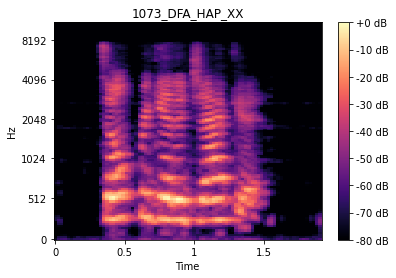 1073_DFA_HAP_XX
8192
4096
2048
1024
512
0
Hz
0
0.5
1
1.5
Time
+0 dB
-10 dB
-20 dB
-30 dB
-40 dB
-50 dB
-60 dB
-70 dB
-80 dB